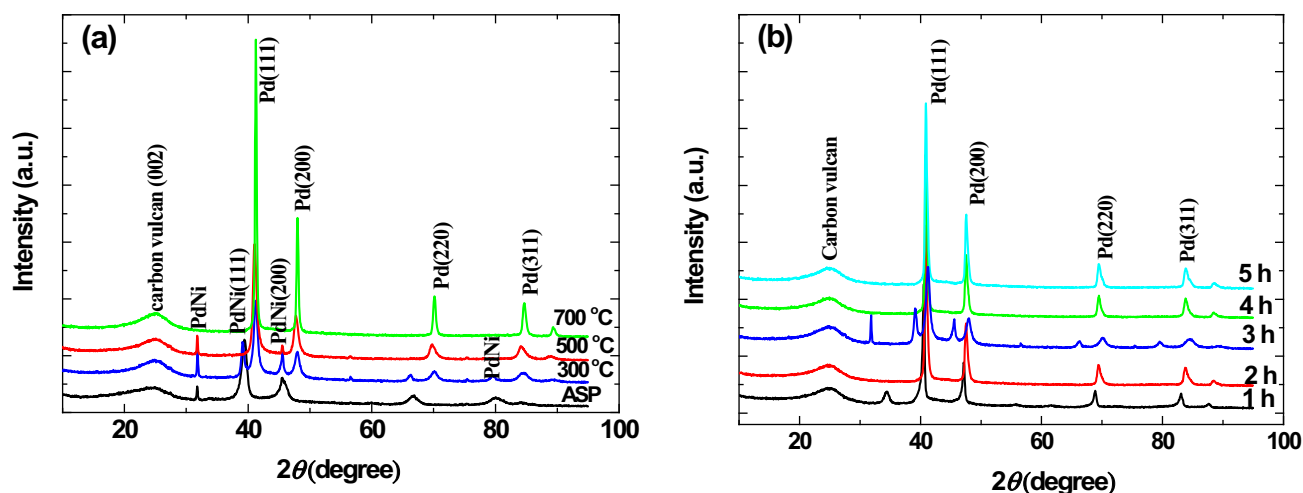 (a)
Intensity (a.u.)
carbon vulcan (002)
PdNi
PdNi(111)
Pd(111)
PdNi(200)
Pd(200)
Pd(220)
PdNi
Pd(311)
700 °C
500 °C
300 °C
ASP
20 40 60 80 100
2θ(degree)
(b)
Intensity (a.u.)
Carbon vulcan
Pd(111)
Pd(200)
Pd(220)
Pd(311)
5 h
4 h
3 h
2 h
1 h
20 40 60 80 100
2θ(degree)